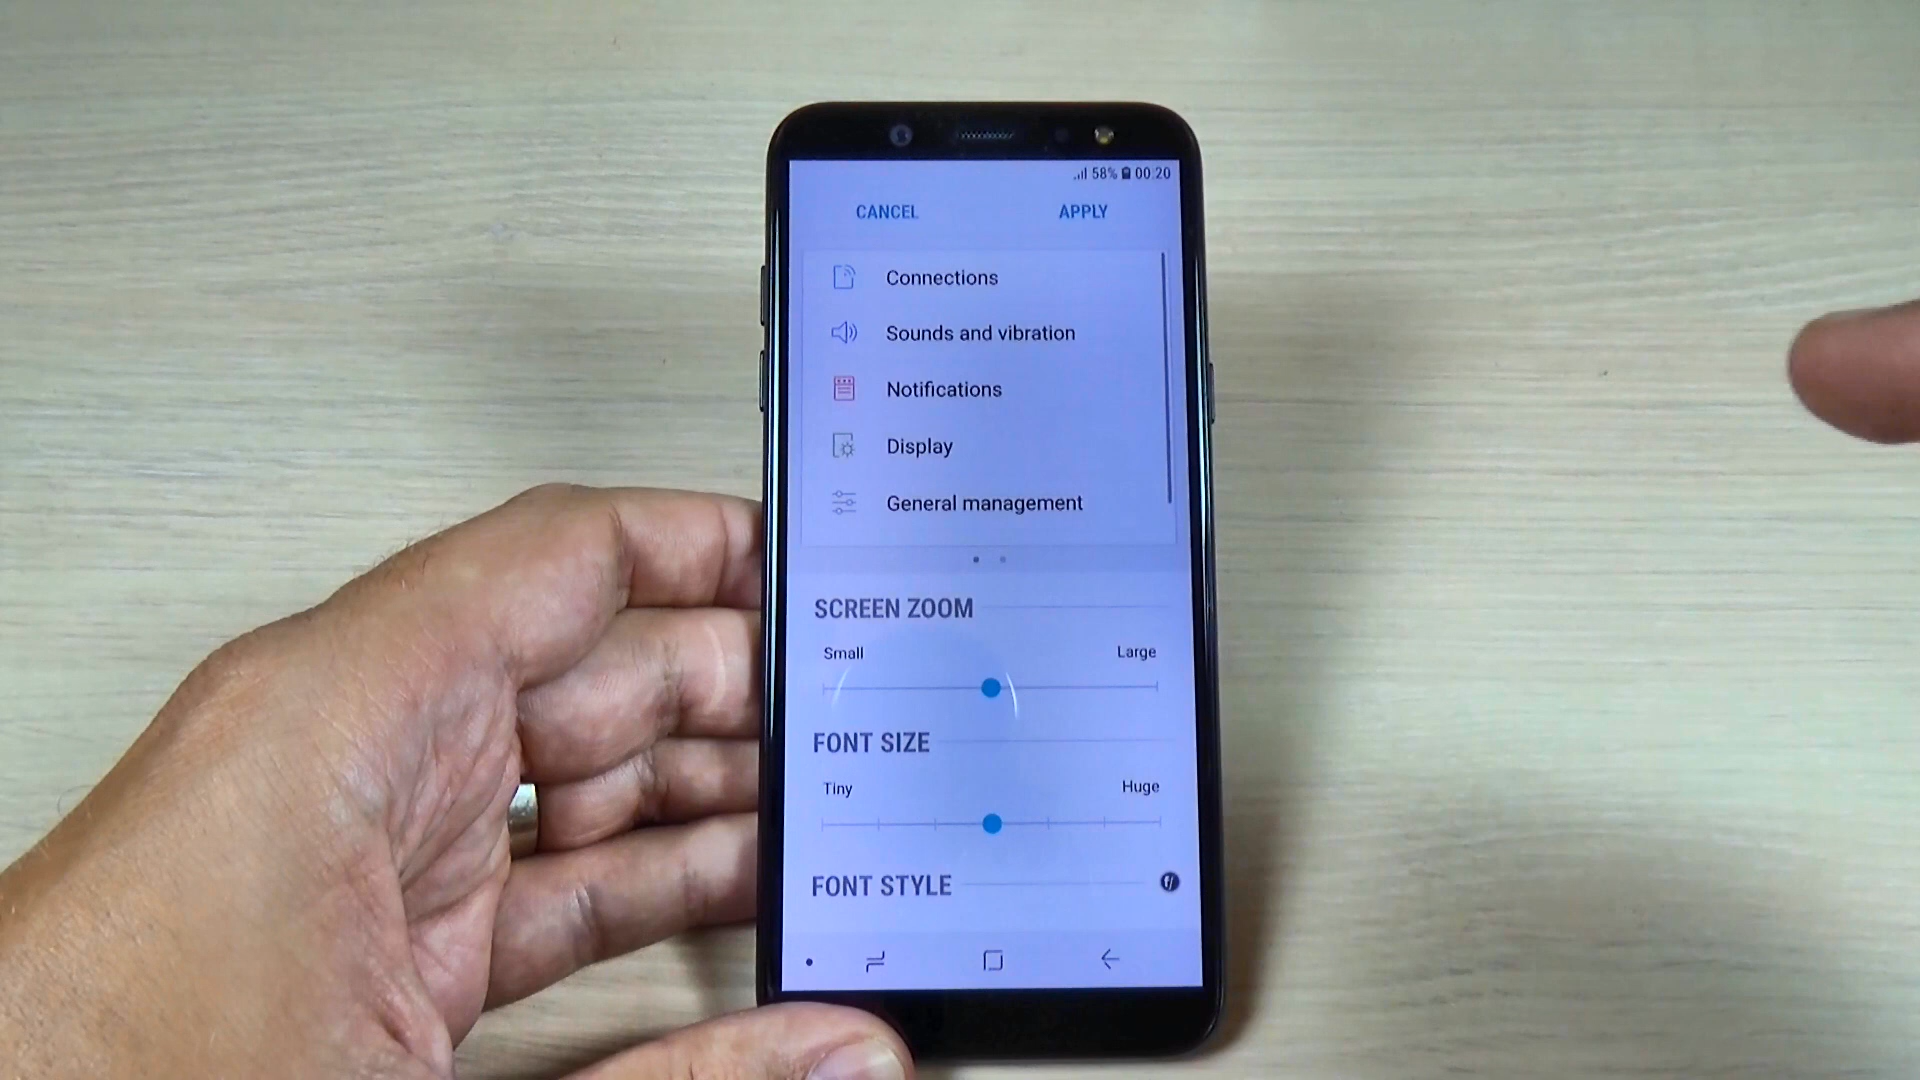 58% 00:20
CANCEL APPLY
Connections
Sounds and vibration
Notifications
Display
General management
SCREEN ZOOM
Small Large
FONT SIZE
Tiny Huge
FONT STYLE